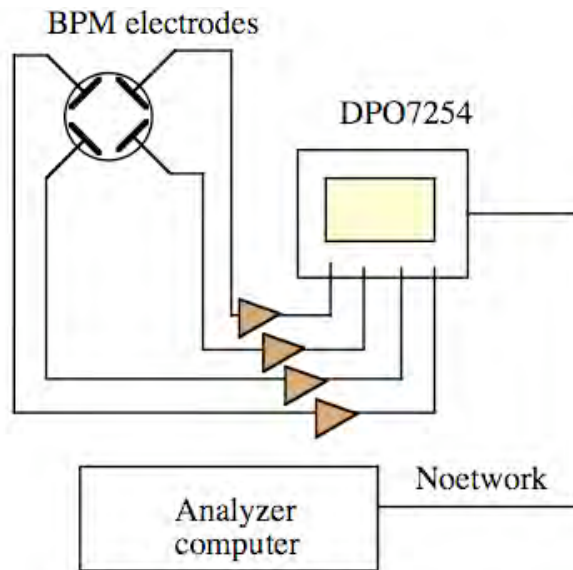 BPM electrodes
DPO7254
Noetwork
Analyzer
computer